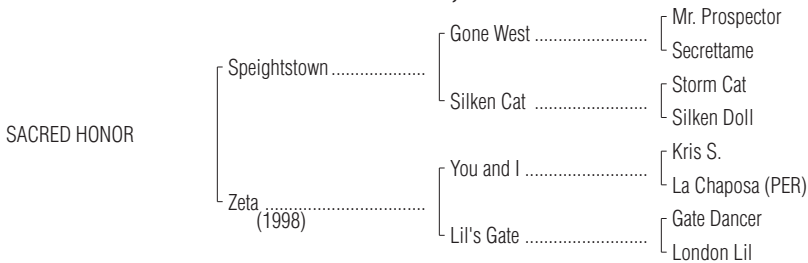 Mr. Prospector
Gone West ......................
Secrettame
Speightstown ....................
Storm Cat
Silken Cat ......................
Silken Doll
SACRED HONOR
Kris S.
You and I ........................
La Chaposa (PER)
Zeta ..................................
(1998)
Gate Dancer
Lil's Gate ........................
London Lil